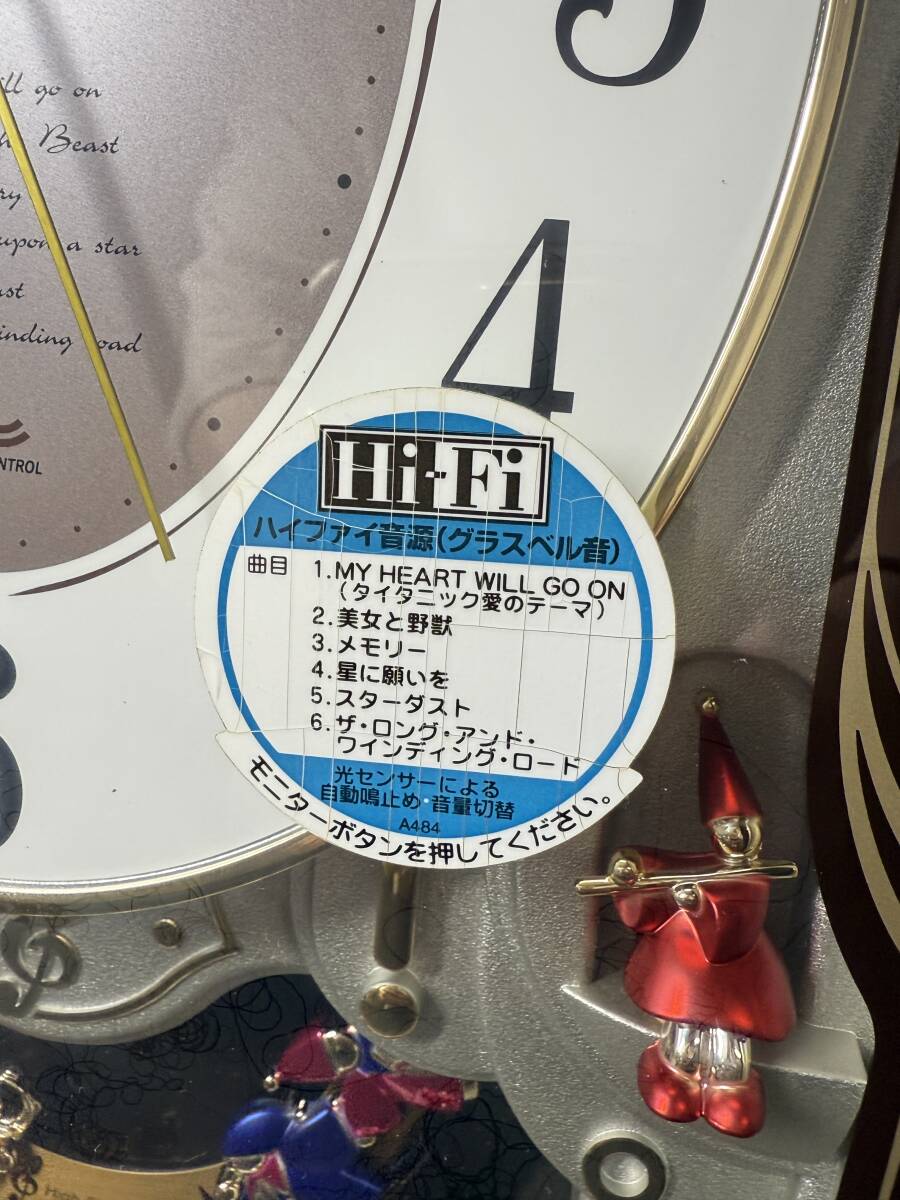 3
ill go on
Beast
ry
upon a star
ust
inding road
NTROL
4
Hi-Fi
ハイファイ音源(グラスベル音)
曲目
1.MY HEART WILL GO ON
(タイタニック愛のテーマ)
2.美女と野獣
3.メモリー
4.星に願いを
5.スターダスト
6.ザ・ロング・アンド・
ワインディング・ロード
光センサーによる
自動鳴止め・音量切替
A484
モニターボタンを押してください。